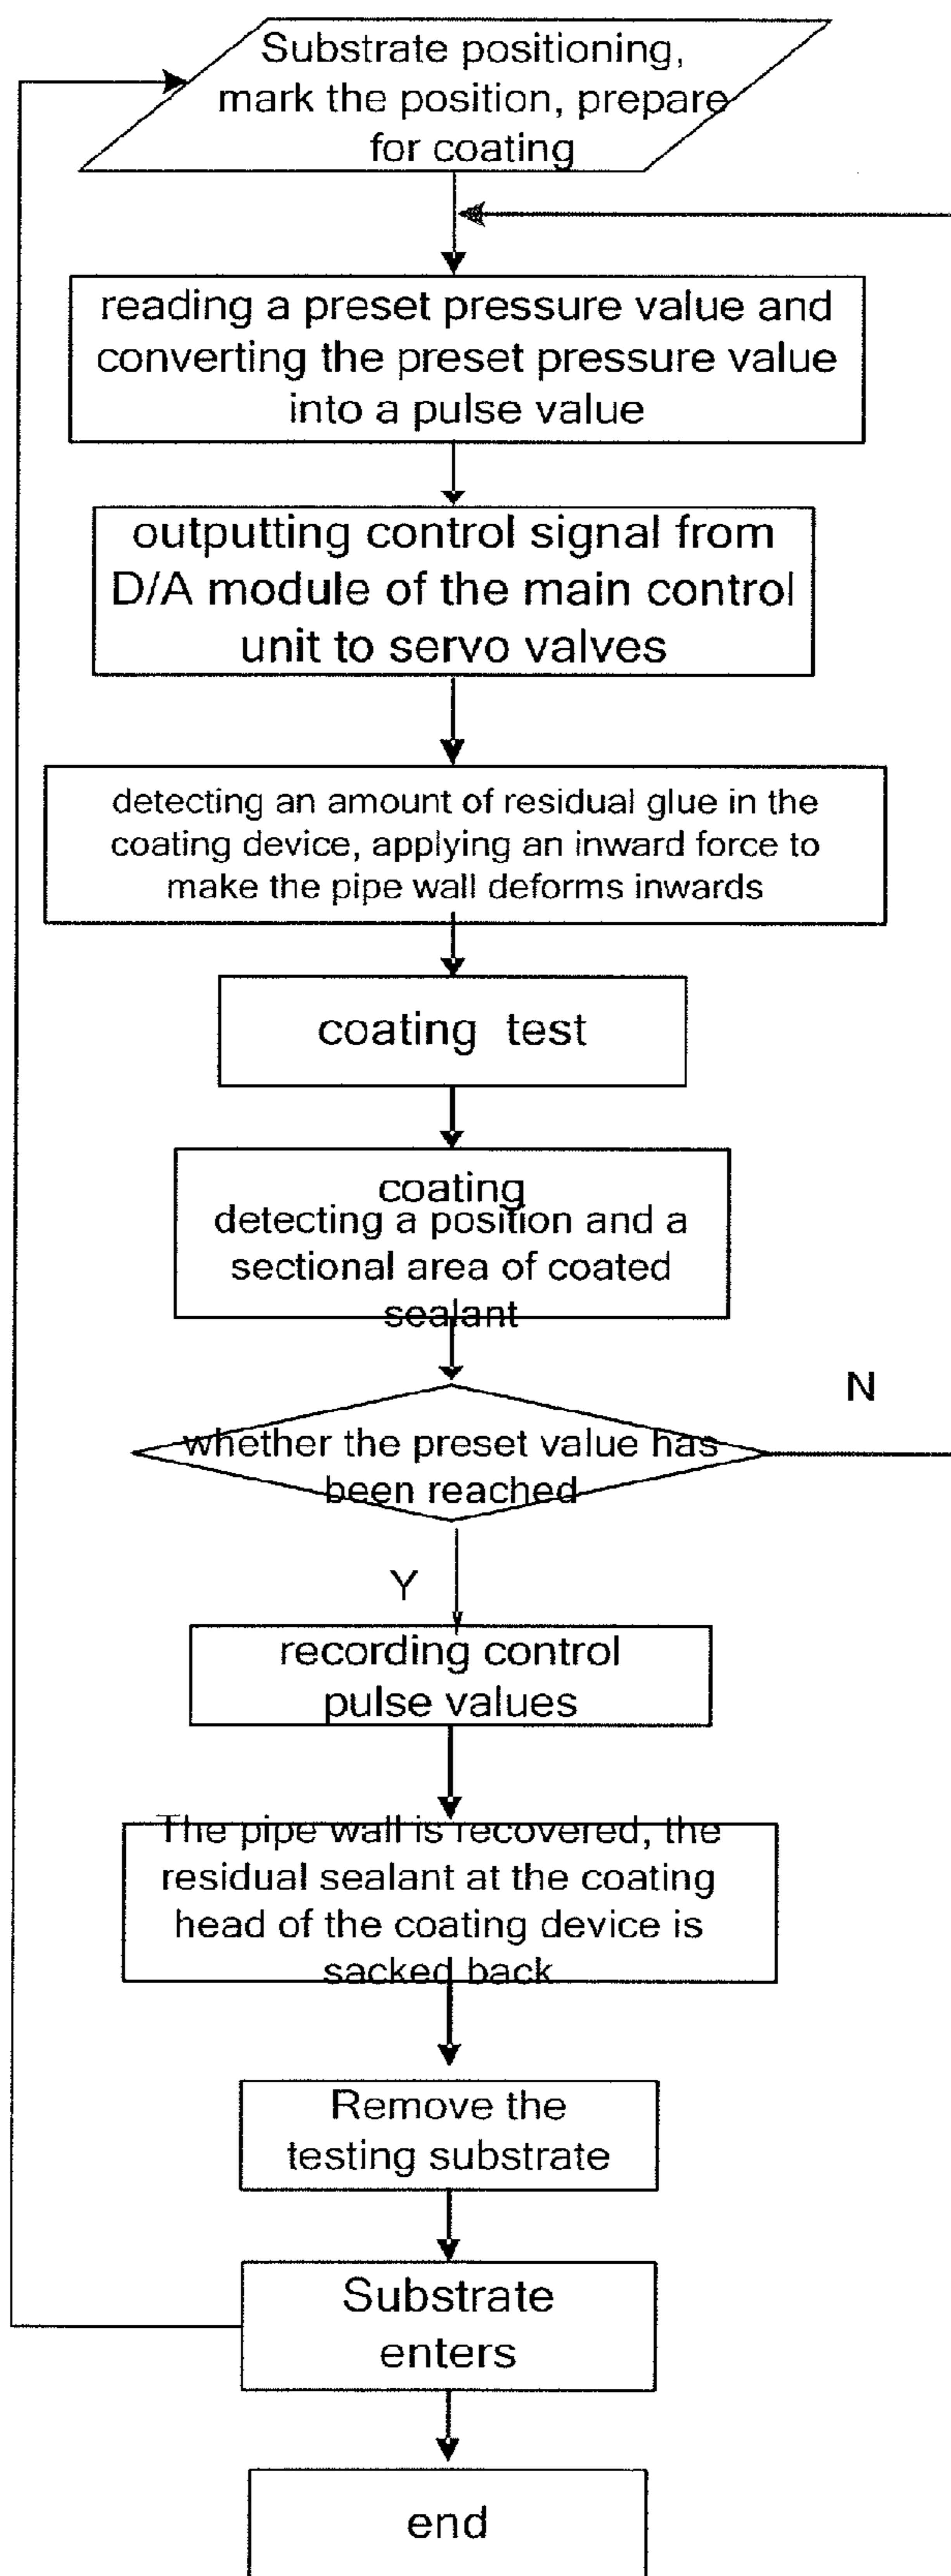 Substrate positioning,
mark the position, prepare
for coating
reading a preset pressure value and
converting the preset pressure value
into a pulse value
outputting control signal from
D/A module of the main control
unit to servo valves
detecting an amount of residual glue in the
coating device, applying an inward force to
make the pipe wall deforms inwards
coating test
coating
detecting a position and a
sectional area of coated
sealant
N
whether the preset value has
been reached
Y
recording control
pulse values
The pipe wall is recovered, the
residual sealant at the coating
head of the coating device is
sacked back
Remove the
testing substrate
Substrate
enters
end